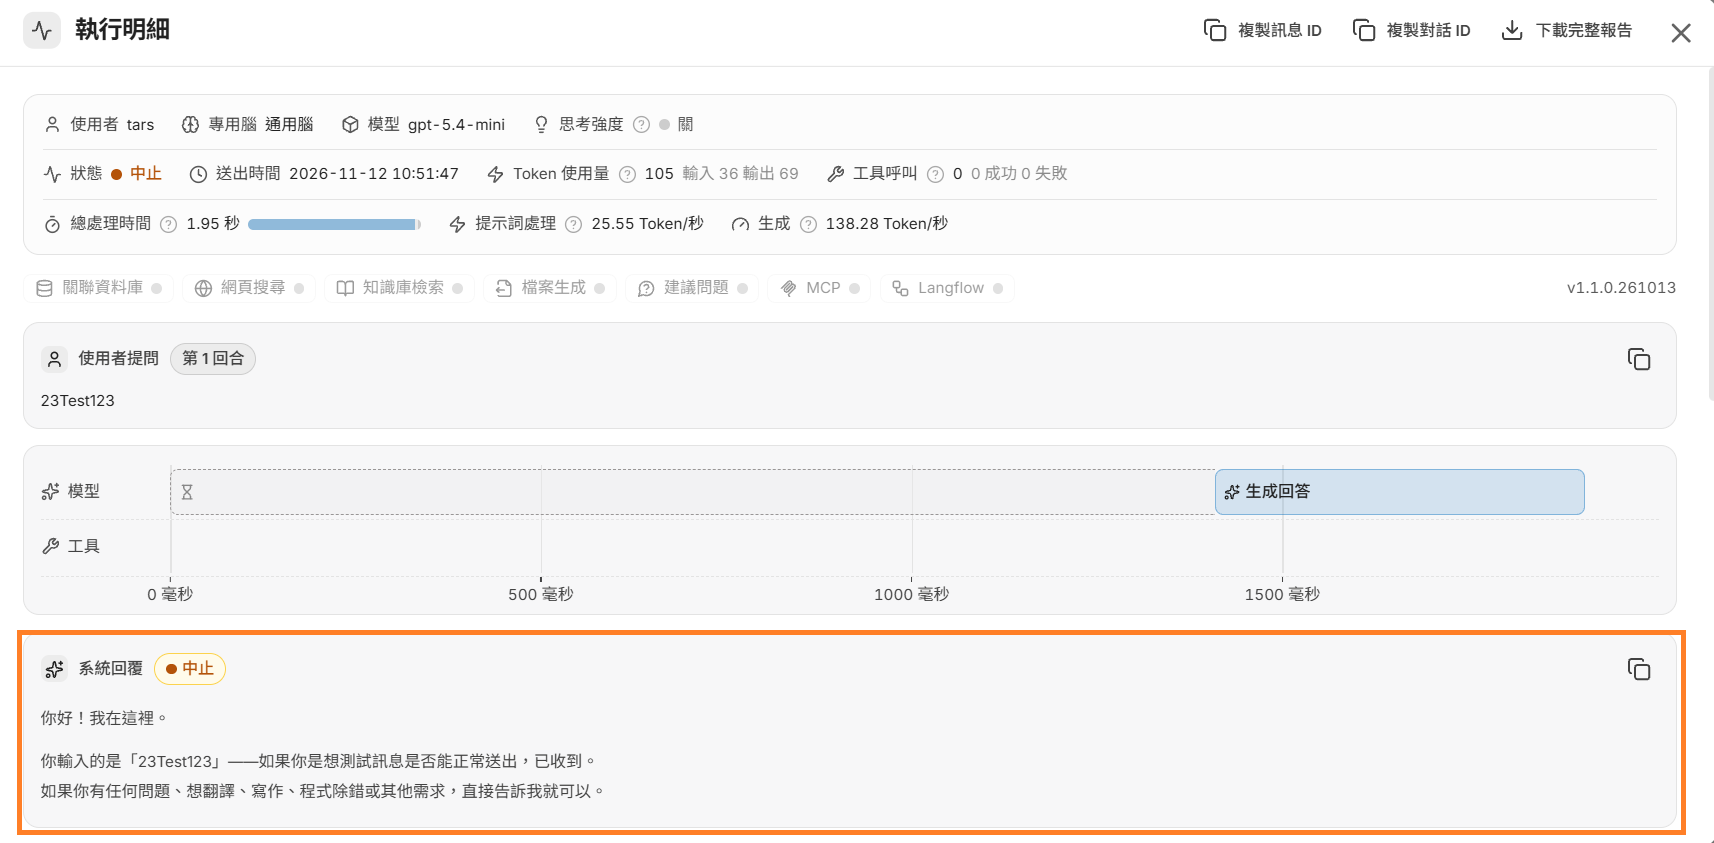 執行明細 複製訊息 ID 複製對話 ID 下載完整報告
使用者 tars 專用腦 通用腦 模型 gpt-5.4-mini 思考強度 關
狀態 中止 送出時間 2026-11-12 10:51:47 Token 使用量 105 輸入 36 輸出 69 工具呼叫 0 0 成功 0 失敗
總處理時間 1.95 秒 提示詞處理 25.55 Token/秒 生成 138.28 Token/秒
關聯資料庫 網頁搜尋 知識庫檢索 檔案生成 建議問題 MCP Langflow v1.1.0.261013
使用者提問 第 1 回合
23Test123
模型 生成回答
工具
0 毫秒 500 毫秒 1000 毫秒 1500 毫秒
系統回覆 中止
你好！我在這裡。
你輸入的是「23Test123」——如果你是想測試訊息是否能正常送出，已收到。
如果你有任何問題、想翻譯、寫作、程式除錯或其他需求，直接告訴我就可以。